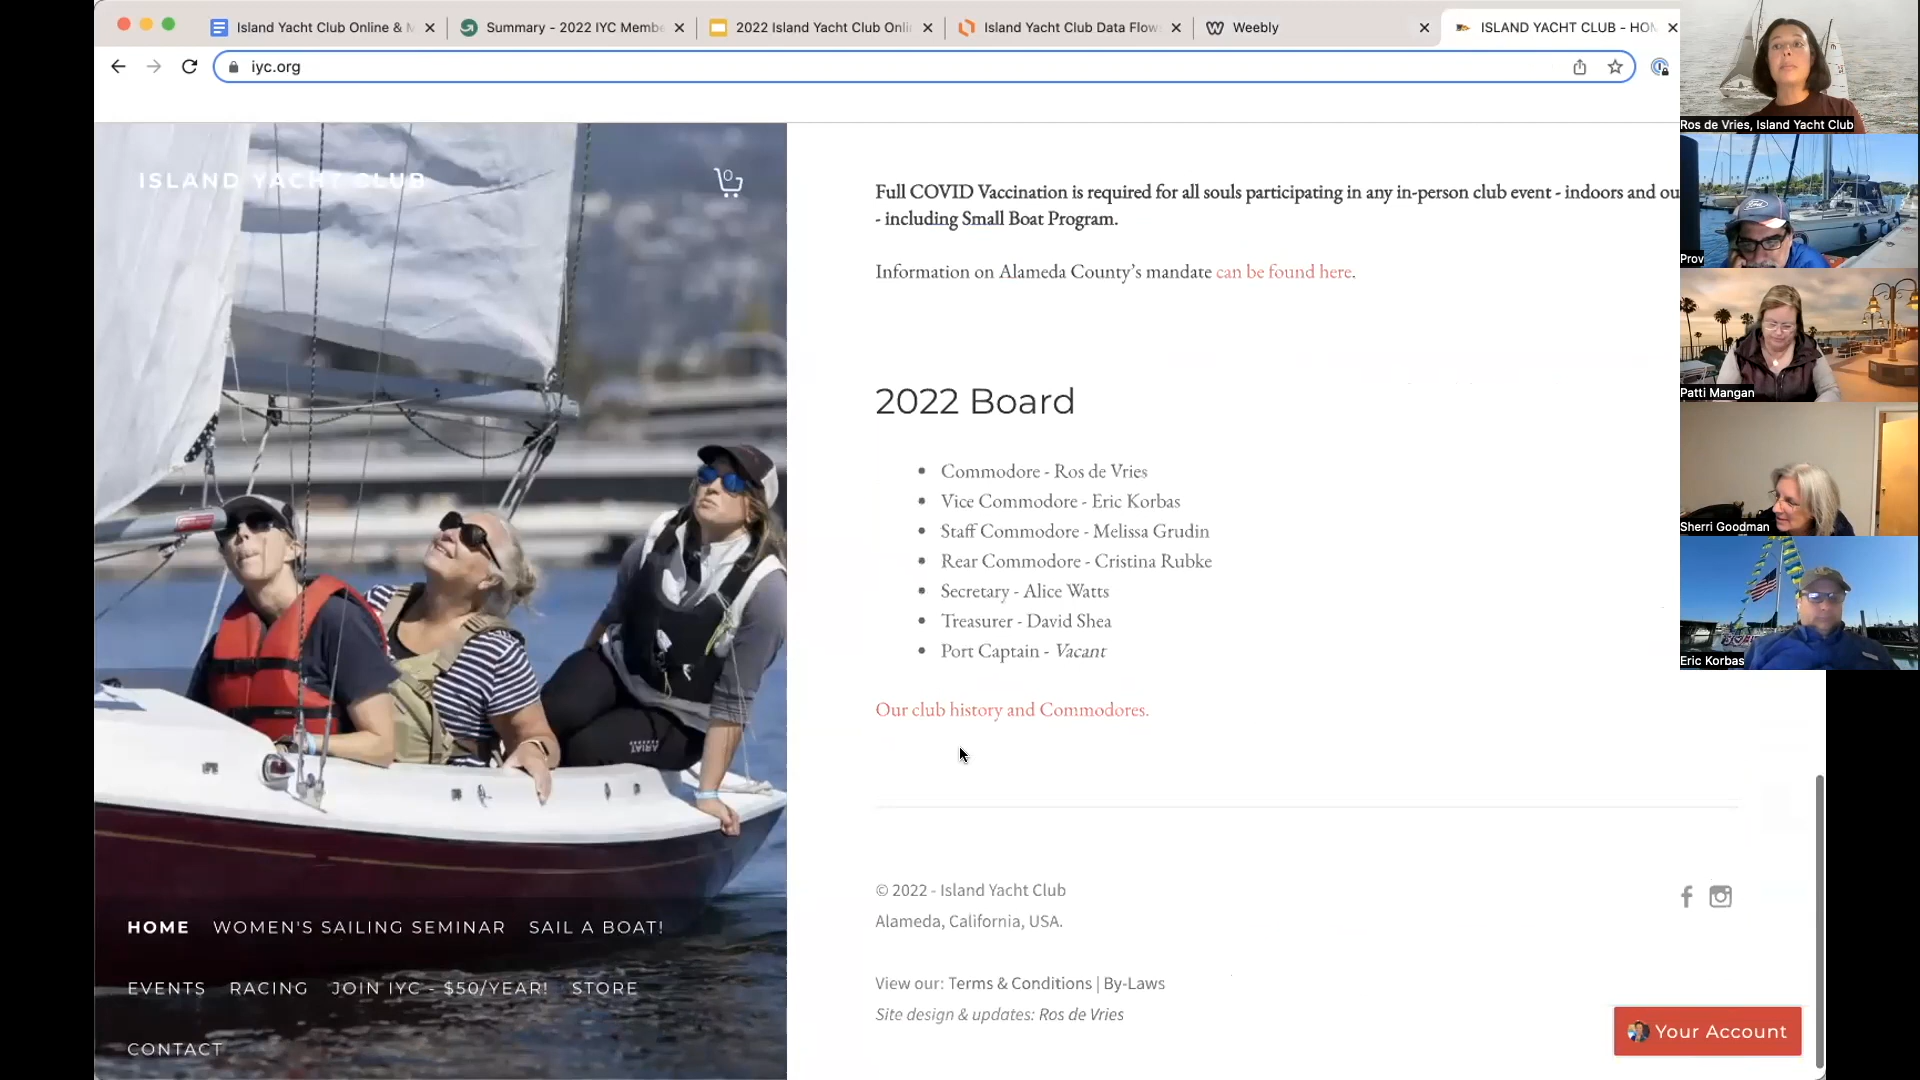 Island Yacht Club Online & M
Summary - 2022 IYC Membe
2022 Island Yacht Club Onli
Island Yacht Club Data Flow
Weebly
ISLAND YACHT CLUB - HOM
iyc.org
ISLAND YACHT CLUB
0
Full COVID Vaccination is required for all souls participating in any in-person club event - indoors and ou
- including Small Boat Program.
Information on Alameda County’s mandate can be found here.
2022 Board
Commodore - Ros de Vries
Vice Commodore - Eric Korbas
Staff Commodore - Melissa Grudin
Rear Commodore - Cristina Rubke
Secretary - Alice Watts
Treasurer - David Shea
Port Captain - Vacant
Our club history and Commodores.
© 2022 - Island Yacht Club
Alameda, California, USA.
View our: Terms & Conditions | By-Laws
Site design & updates: Ros de Vries
Your Account
HOME WOMEN'S SAILING SEMINAR SAIL A BOAT!
EVENTS RACING JOIN IYC - $50/YEAR! STORE
CONTACT
Ros de Vries, Island Yacht Club
Prov
Patti Mangan
Sherri Goodman
Eric Korbas